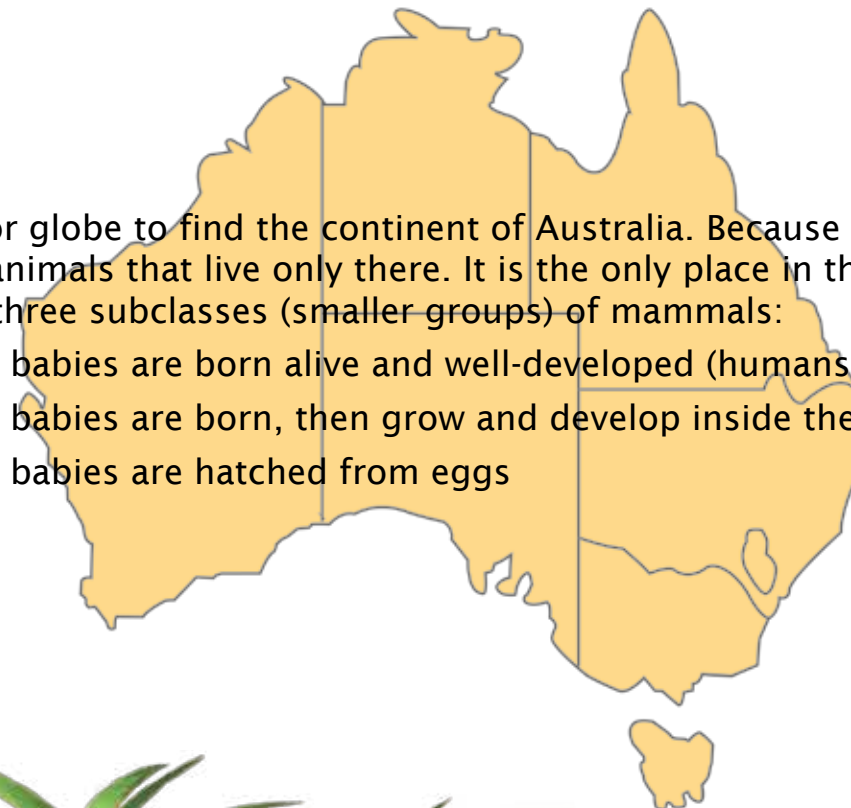 or globe to find the continent of Australia. Because
animals that live only there. It is the only place in th
three subclasses (smaller groups) of mammals:
babies are born alive and well-developed (humans
babies are born, then grow and develop inside the
babies are hatched from eggs